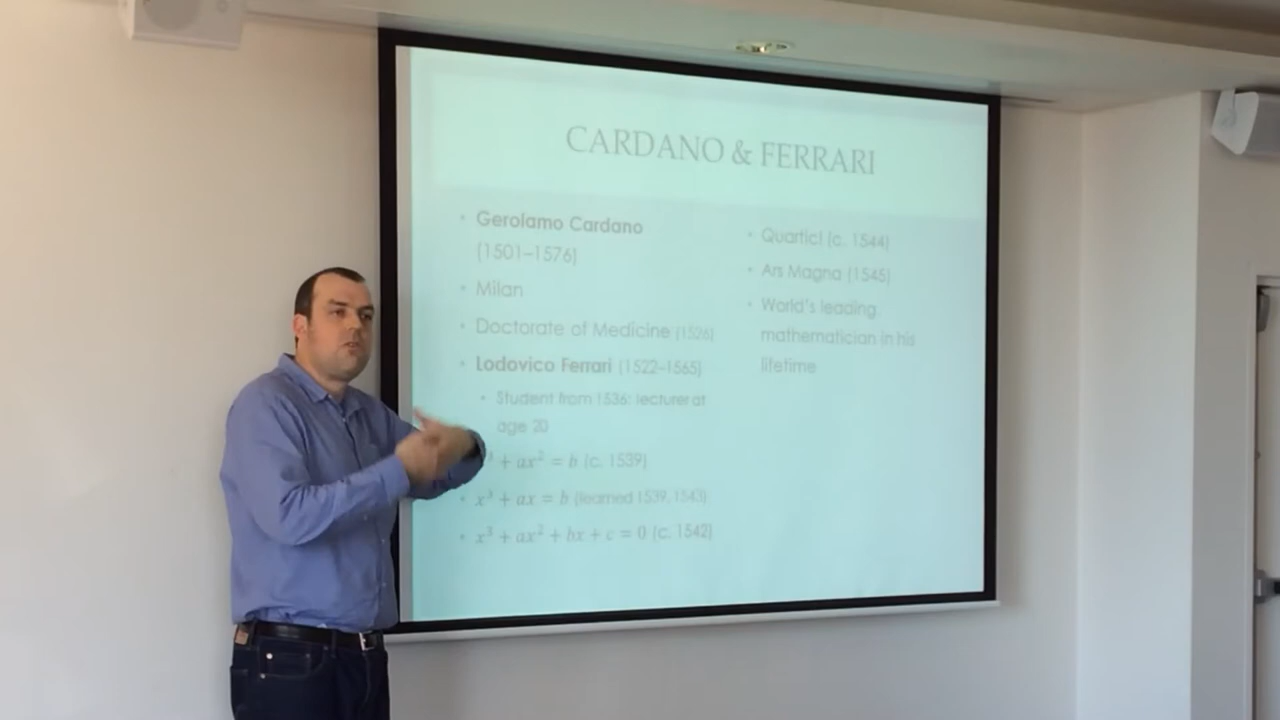 CARDANO & FERRARI
• Gerolamo Cardano
(1501–1576)
• Milan
• Doctorate of Medicine (1526)
• Lodovico Ferrari (1522–1565)
• Student from 1536: lecturer at
age 20
³ + ax² = b (c. 1539)
• x³ + ax = b (learned 1539, 1543)
• x³ + ax² + bx + c = 0 (c. 1542)
• Quartic! (c. 1544)
• Ars Magna (1545)
• World's leading
mathematician in his
lifetime